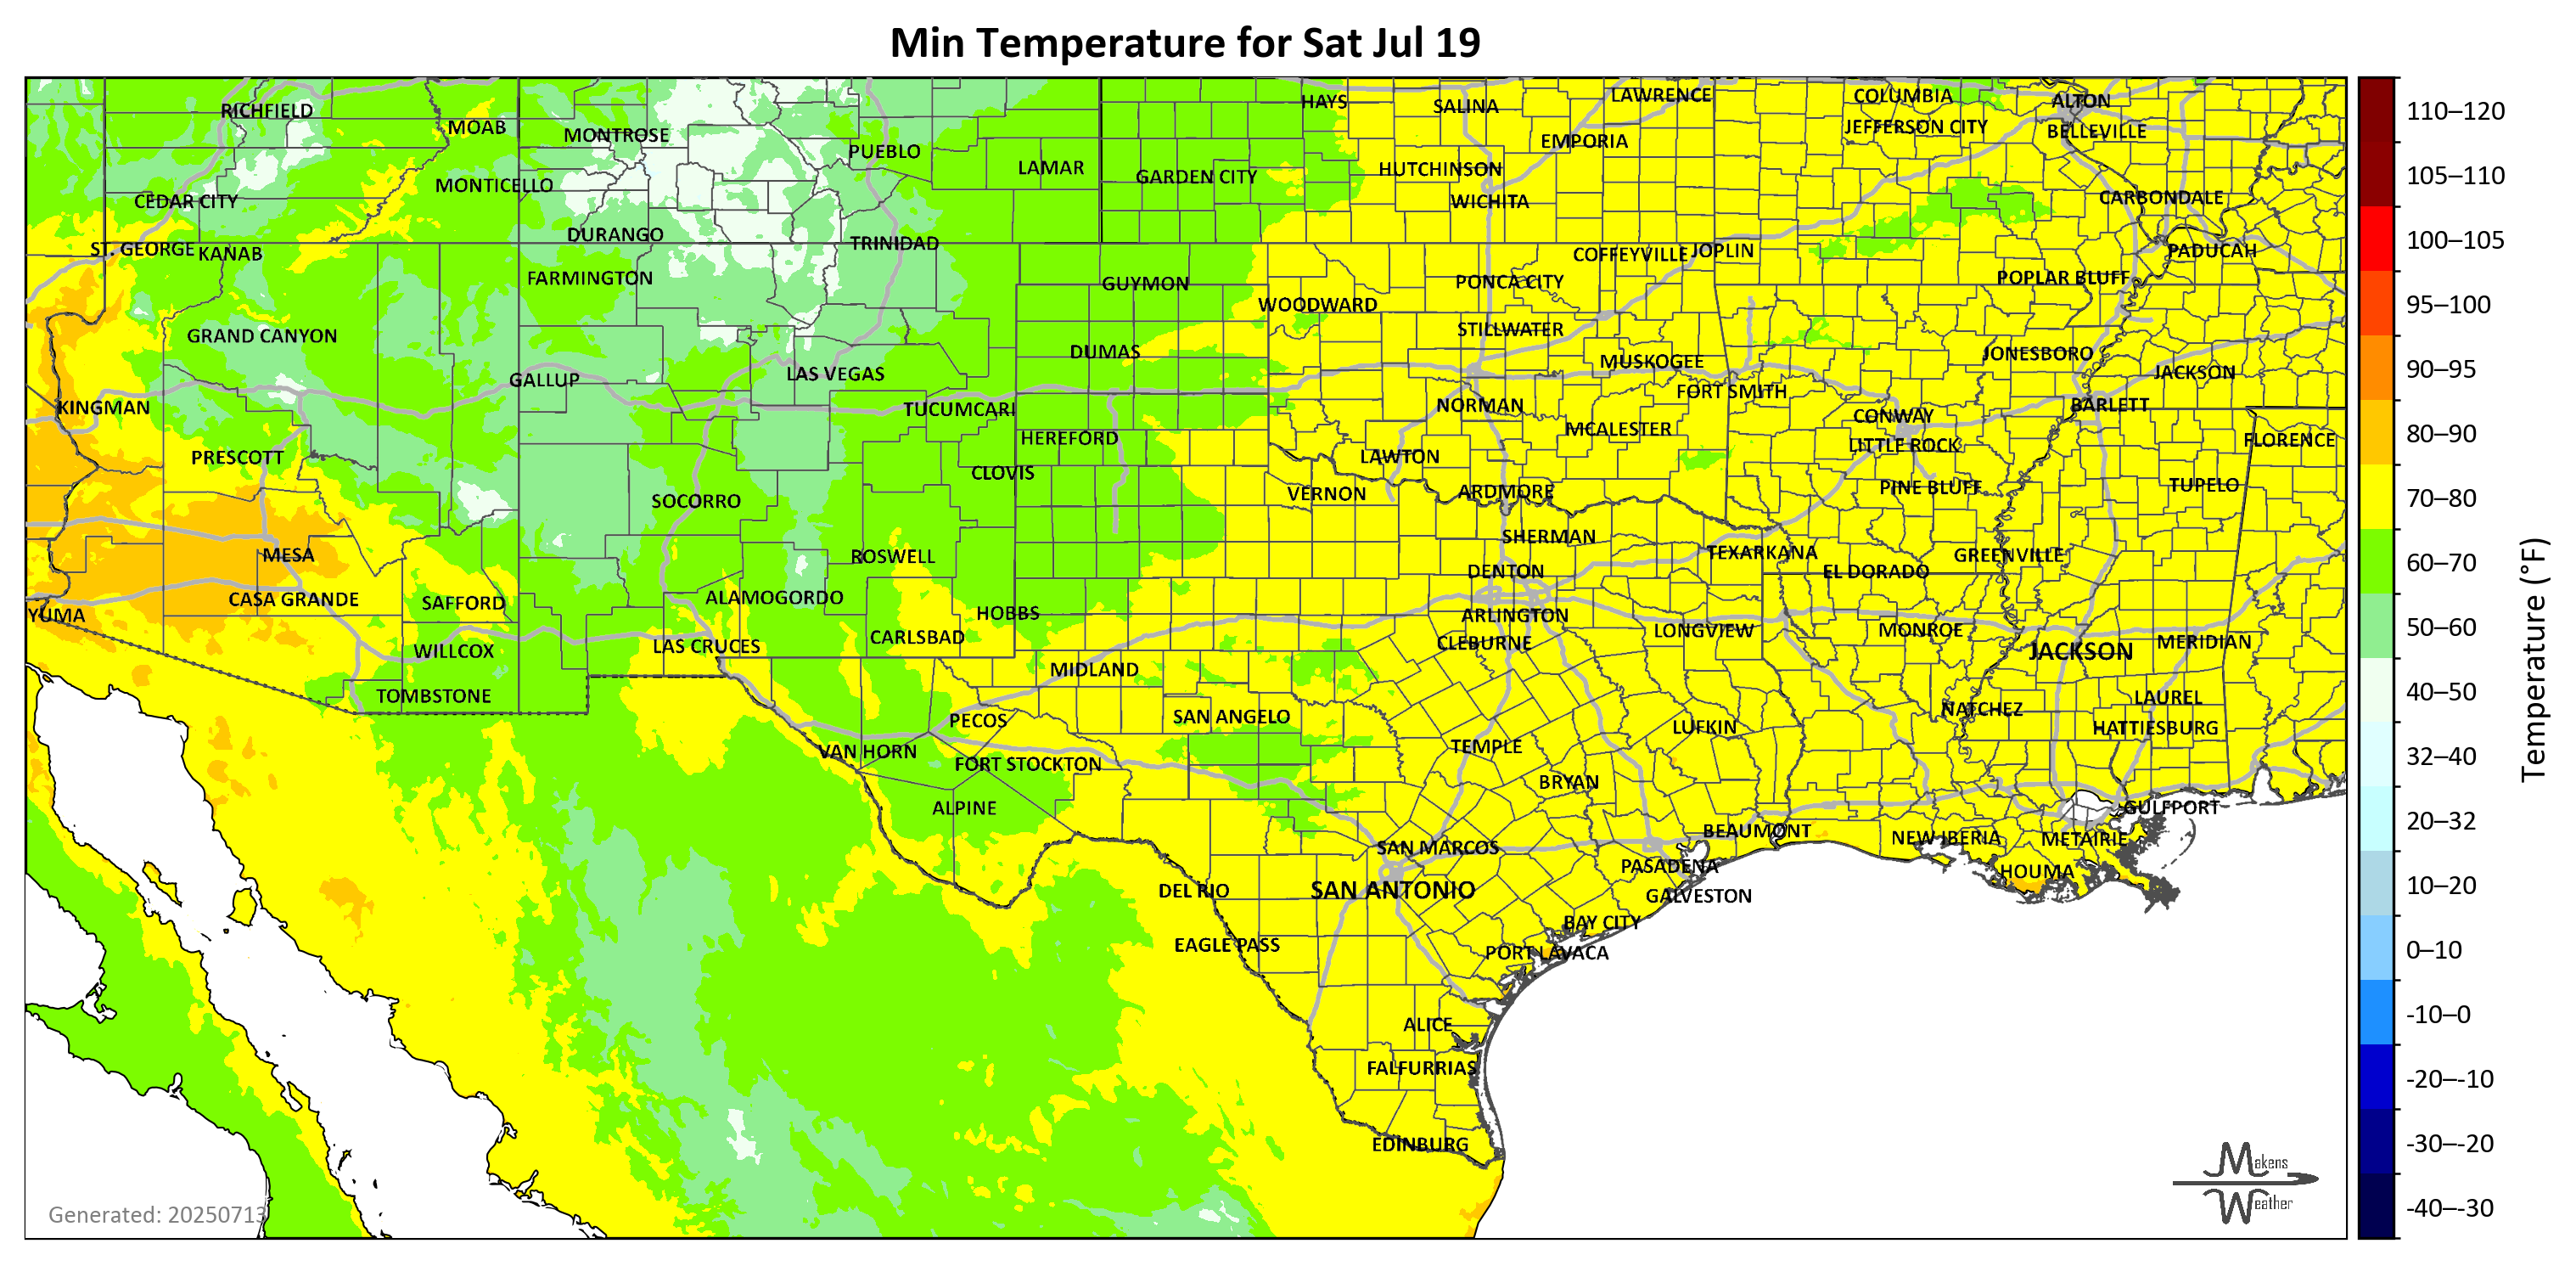 Min Temperature for Sat Jul 19
RICHFIELD
MOAB
MONTROSE
PUEBLO
LAMAR
GARDEN CITY
HAYS
SALINA
LAWRENCE
COLUMBIA
ALTON
JEFFERSON CITY
BELLEVILLE
EMPORIA
HUTCHINSON
WICHITA
CARBONDALE
CEDAR CITY
MONTICELLO
DURANGO
TRINIDAD
ST. GEORGE
KANAB
FARMINGTON
GUYMON
COFFEYVILLE
JOPLIN
PADUCAH
POPLAR BLUFF
PONCA CITY
WOODWARD
GRAND CANYON
STILLWATER
DUMAS
JONESBORO
MUSKOGEE
JACKSON
LAS VEGAS
GALLUP
FORT SMITH
KINGMAN
TUCUMCARI
NORMAN
CONWAY
BARLETT
HEREFORD
MCALESTER
LITTLE ROCK
FLORENCE
PRESCOTT
LAWTON
CLOVIS
SOCORRO
VERNON
ARDMORE
PINE BLUFF
TUPELO
MESA
ROSWELL
SHERMAN
TEXARKANA
GREENVILLE
DENTON
EL DORADO
CASA GRANDE
SAFFORD
ALAMOGORDO
HOBBS
YUMA
ARLINGTON
CARLSBAD
CLEBURNE
LONGVIEW
MONROE
MERIDIAN
WILLCOX
LAS CRUCES
JACKSON
MIDLAND
TOMBSTONE
LAUREL
NATCHEZ
PECOS
SAN ANGELO
LUFKIN
HATTIESBURG
VAN HORN
TEMPLE
FORT STOCKTON
BRYAN
ALPINE
GULFPORT
BEAUMONT
NEW IBERIA
METAIRIE
SAN MARCOS
PASADENA
HOUMA
DEL RIO
SAN ANTONIO
GALVESTON
BAY CITY
EAGLE PASS
PORT LAVACA
ALICE
FALFURRIAS
EDINBURG
Generated: 20250713
Makens
Weather
110–120
105–110
100–105
95–100
90–95
80–90
70–80
60–70
50–60
40–50
32–40
20–32
10–20
0–10
-10–0
-20–-10
-30–-20
-40–-30
Temperature (°F)